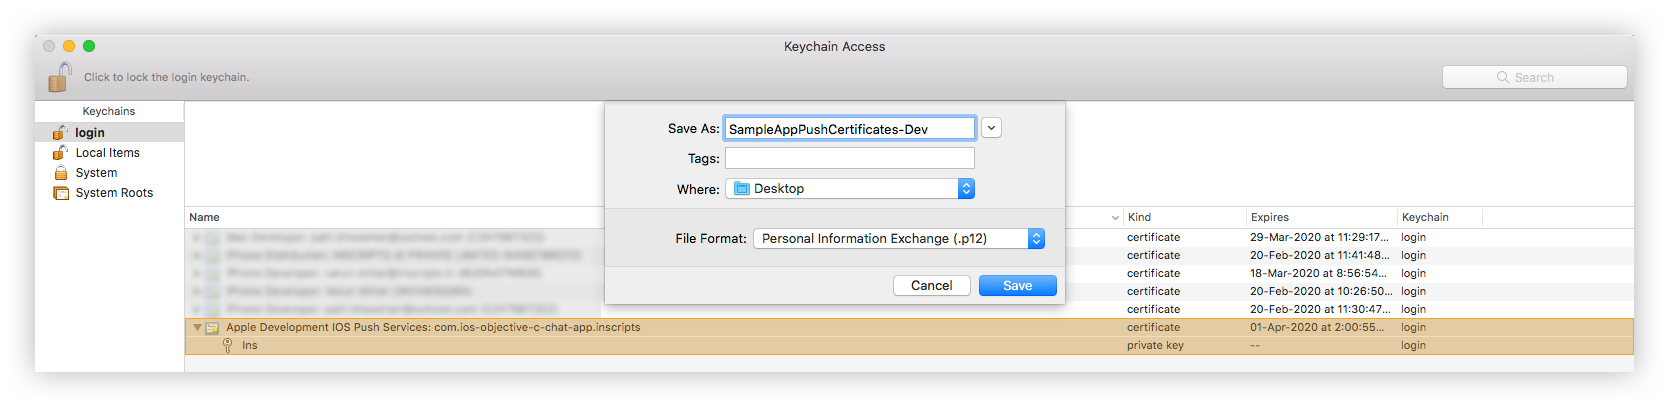 Keychain Access
Click to lock the login keychain.
Search
Keychains
login
Local Items
System
System Roots
Save As: SampleAppPushCertificates-Dev
Tags:
Where: Desktop
File Format: Personal Information Exchange (.p12)
Cancel Save
Name Kind Expires Keychain
certificate 29-Mar-2020 at 11:29:17... login
certificate 20-Feb-2020 at 11:41:48... login
certificate 18-Mar-2020 at 8:56:54... login
certificate 20-Feb-2020 at 10:26:50... login
certificate 20-Feb-2020 at 11:30:47... login
Apple Development IOS Push Services: com.ios-objective-c-chat-app.inscripts certificate 01-Apr-2020 at 2:00:55... login
Ins private key -- login